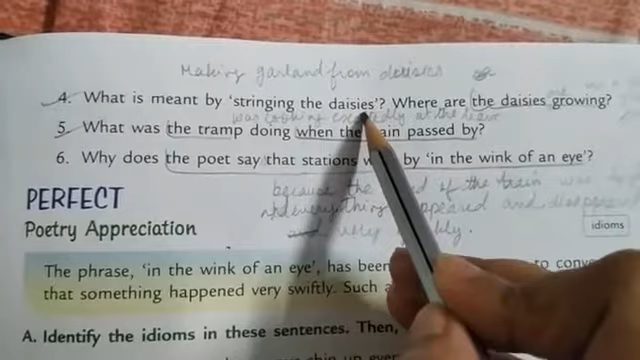 Making garland from daisies
4. What is meant by ‘stringing the daisies’? Where are the daisies growing?
was looking at the train
5. What was the tramp doing when the train passed by?
6. Why does the poet say that stations by ‘in the wink of an eye’?
because the of the train was
PERFECT
and everything appeared and disappeared
Poetry Appreciation
idioms
The phrase, ‘in the wink of an eye’, has been to
that something happened very swiftly. Such
A. Identify the idioms in these sentences. Then,